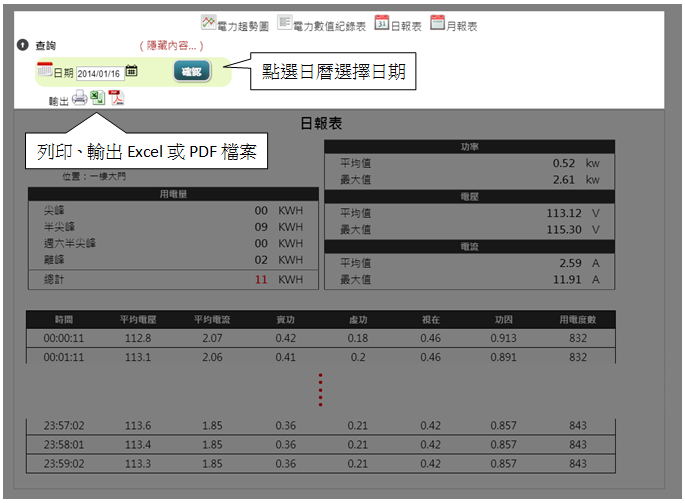 電力趨勢圖 電力數值紀錄表 日報表 月報表
查詢 (隱藏內容...)
日期 2014/01/16 確認
點選日曆選擇日期
輸出
列印、輸出 Excel 或 PDF 檔案
日報表
位置：一樓大門
用電量
尖峰 00 KWH
半尖峰 09 KWH
週六半尖峰 00 KWH
離峰 02 KWH
總計 11 KWH
功率
平均值 0.52 kw
最大值 2.61 kw
電壓
平均值 113.12 V
最大值 115.30 V
電流
平均值 2.59 A
最大值 11.91 A
時間 平均電壓 平均電流 實功 虛功 視在 功因 用電度數
00:00:11 112.8 2.07 0.42 0.18 0.46 0.913 832
00:01:11 113.1 2.06 0.41 0.2 0.46 0.891 832
23:57:02 113.6 1.85 0.36 0.21 0.42 0.857 843
23:58:01 113.4 1.85 0.36 0.21 0.42 0.857 843
23:59:02 113.3 1.85 0.36 0.21 0.42 0.857 843